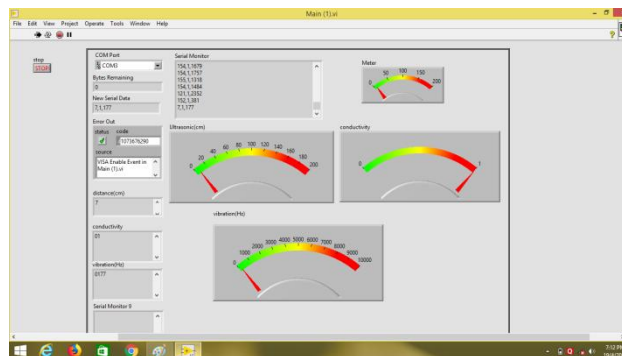 Main (1).vi
File Edit View Project Operate Tools Window Help
stop
STOP
COM Port
COM3
Bytes Remaining
0
New Serial Data
7,1,177
Error Out
status code
1073676290
source
VISA Enable Event in
Main (1).vi
distance(cm)
7
conductivity
01
vibration(Hz)
0177
Serial Monitor 9
Serial Monitor
154,1,1679
154,1,1757
155,1,1318
154,1,1484
121,1,2352
152,1,381
7,1,177
Meter
0 50 100 150 200
Ultrasonic(cm)
0 20 40 60 80 100 120 140 160 180 200
conductivity
0 1
vibration(Hz)
0 1000 2000 3000 4000 5000 6000 7000 8000 9000 10000
7:12 PM